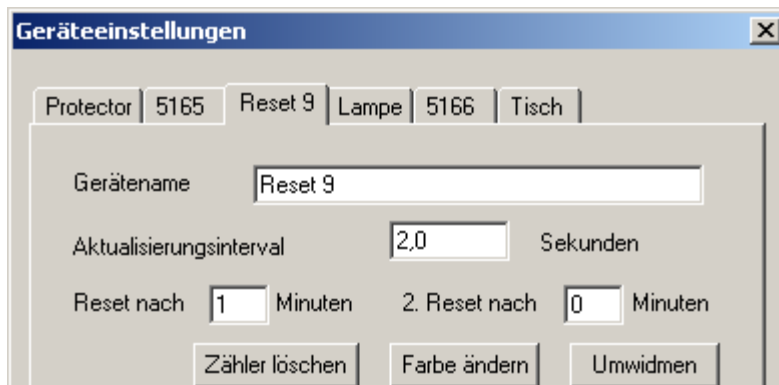 Geräteeinstellungen
Protector 5165 Reset 9 Lampe 5166 Tisch
Gerätename Reset 9
Aktualisierungsinterval 2,0 Sekunden
Reset nach 1 Minuten 2. Reset nach 0 Minuten
Zähler löschen Farbe ändern Umwidmen